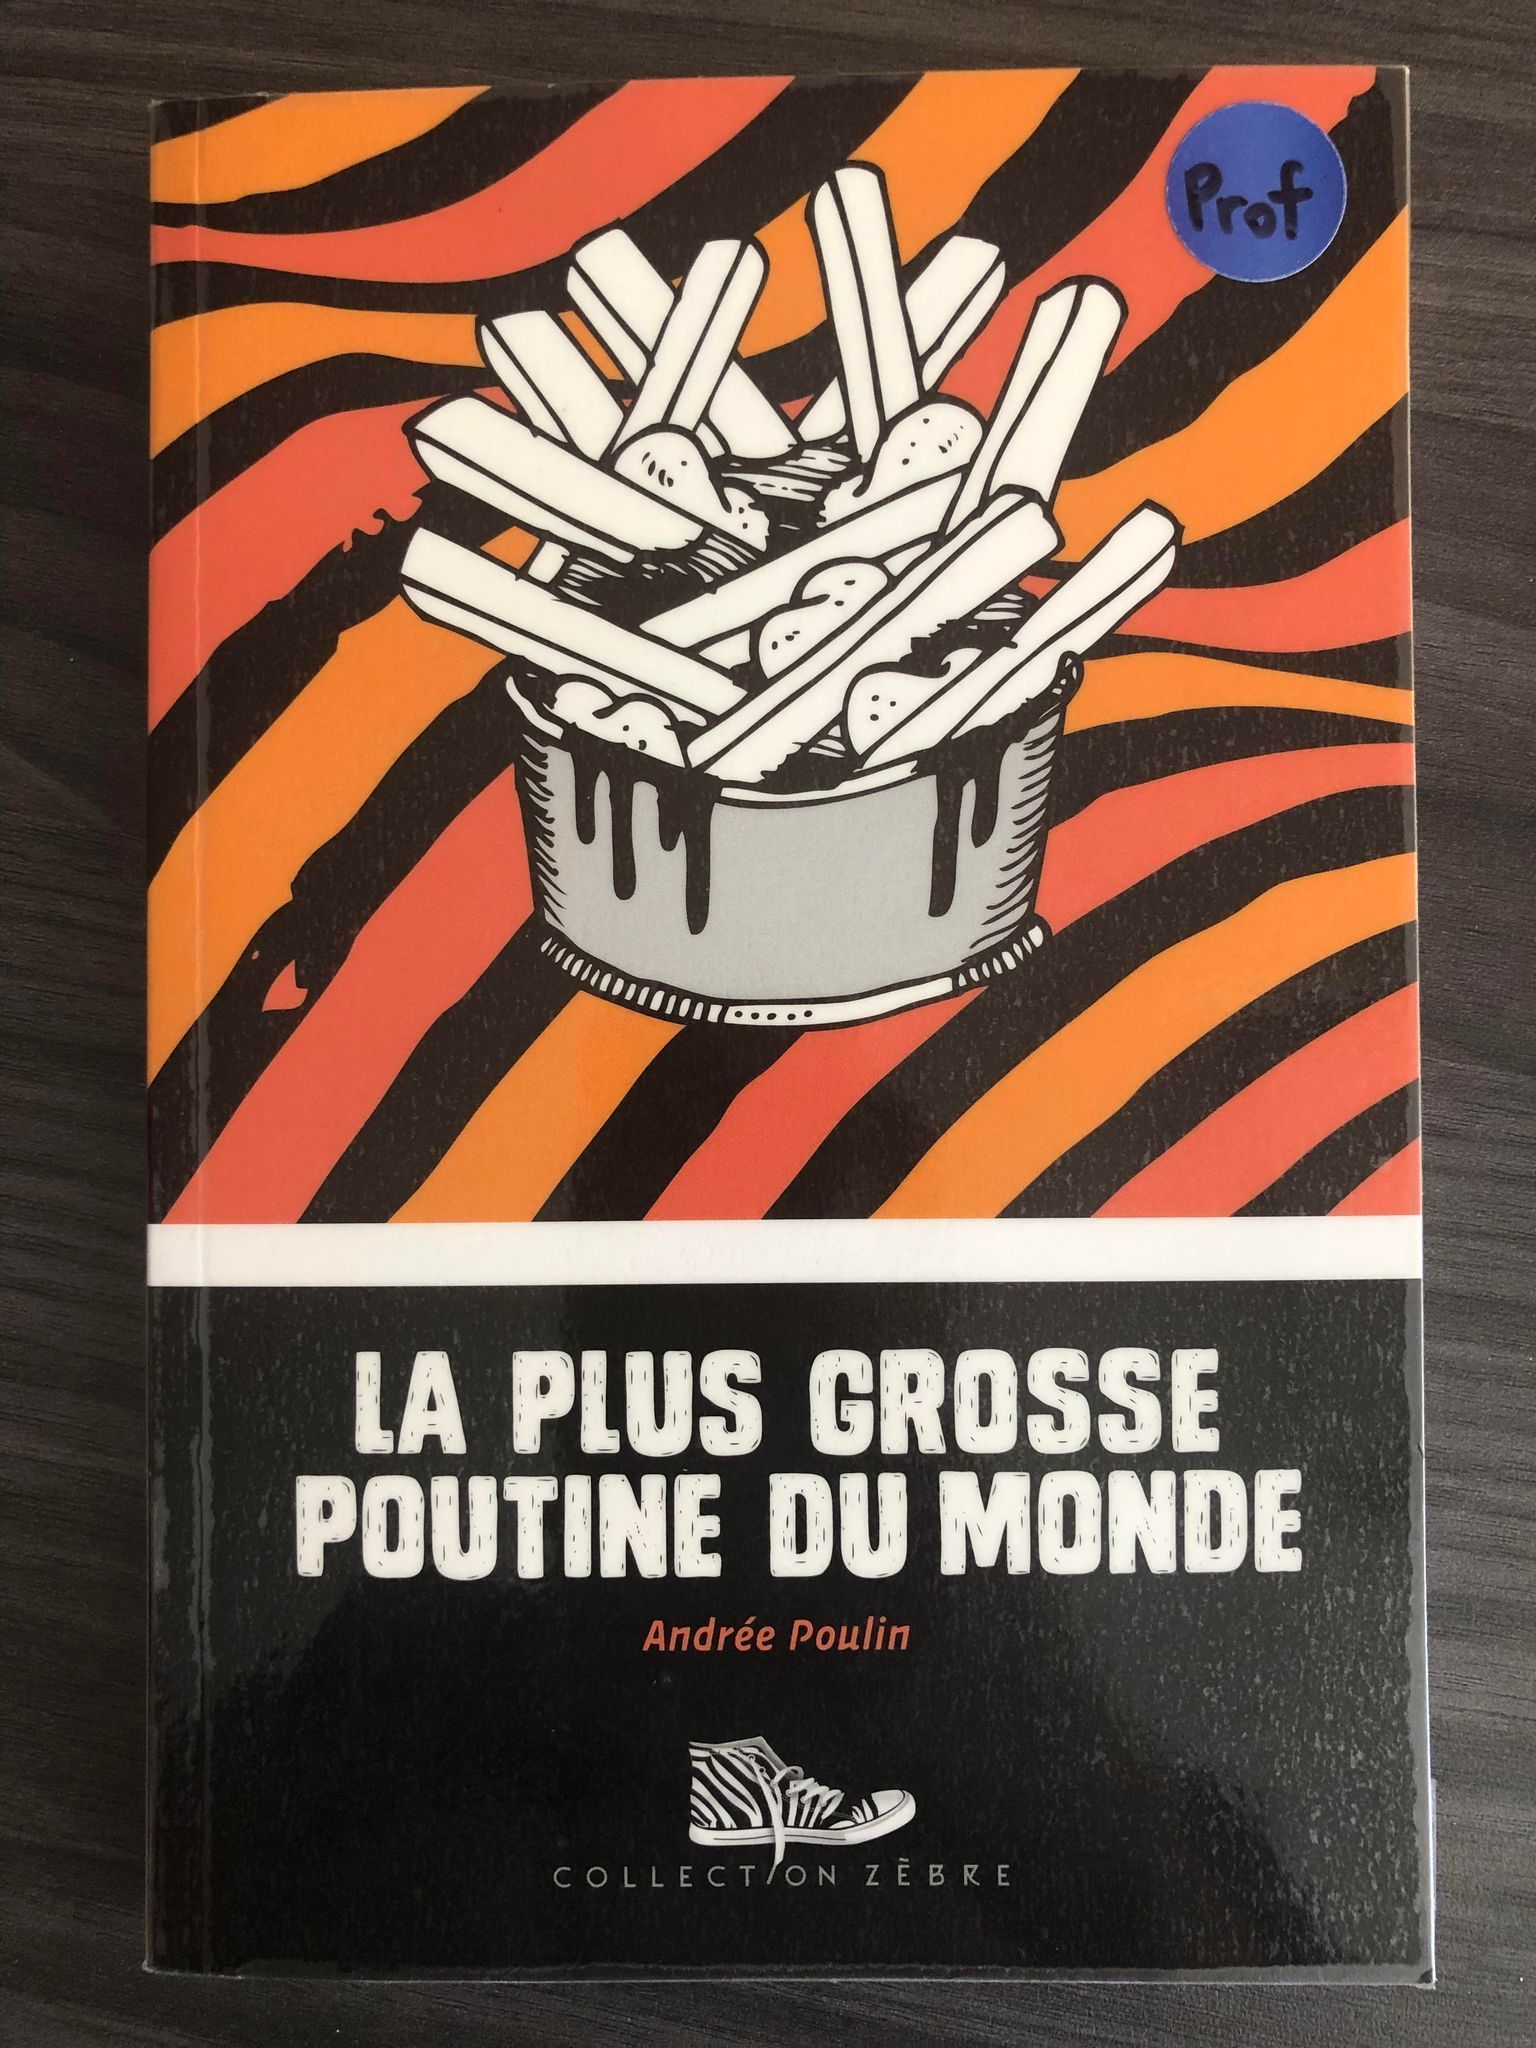 Prof
LA PLUS GROSSE
POUTINE DU MONDE
Andrée Poulin
COLLECTION ZÈBRE